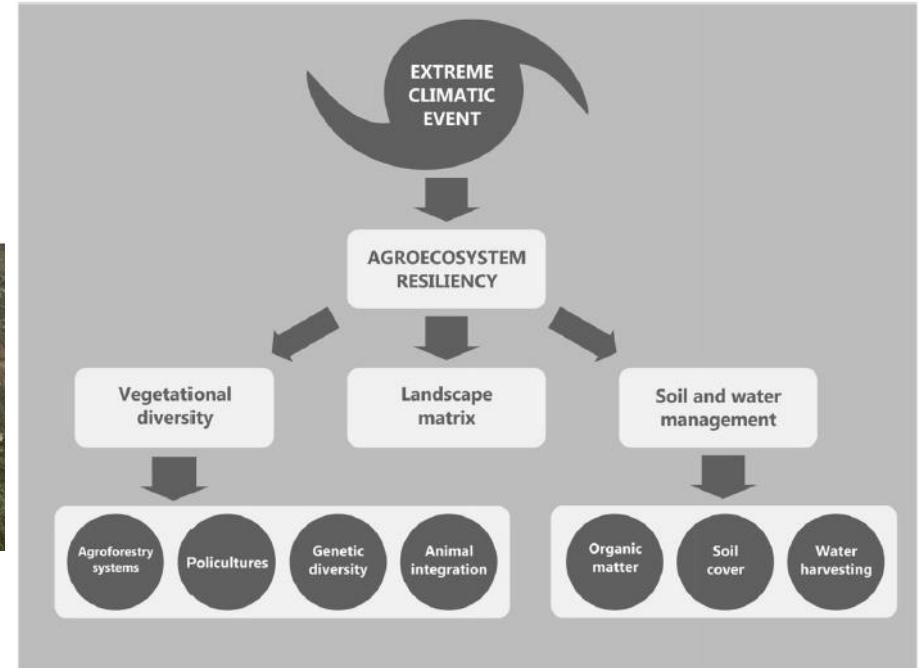 EXTREME
CLIMATIC
EVENT
AGROECOSYSTEM
RESILIENCY
Vegetational
diversity
Landscape
matrix
Soil and water
management
Agroforestry
systems
Policultures
Genetic
diversity
Animal
integration
Organic
matter
Soil
cover
Water
harvesting